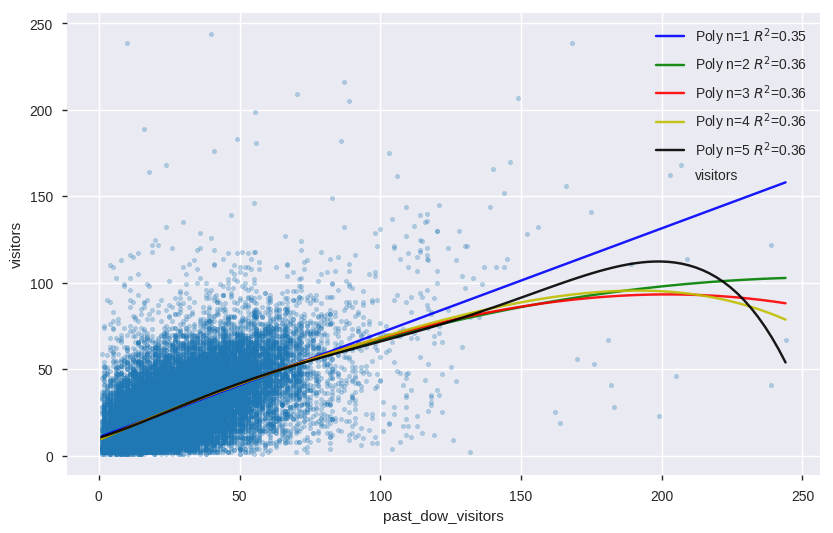 250
200
150
100
50
0
visitors
Poly n=1 R²=0.35
Poly n=2 R²=0.36
Poly n=3 R²=0.36
Poly n=4 R²=0.36
Poly n=5 R²=0.36
visitors
0 50 100 150 200 250
past_dow_visitors